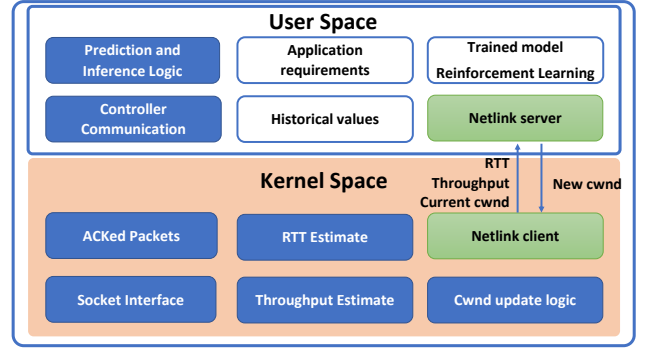 User Space
Prediction and
Inference Logic
Application
requirements
Trained model
Reinforcement Learning
Controller
Communication
Historical values
Netlink server
RTT
Throughput
Current cwnd
New cwnd
Kernel Space
ACKed Packets
RTT Estimate
Netlink client
Socket Interface
Throughput Estimate
Cwnd update logic